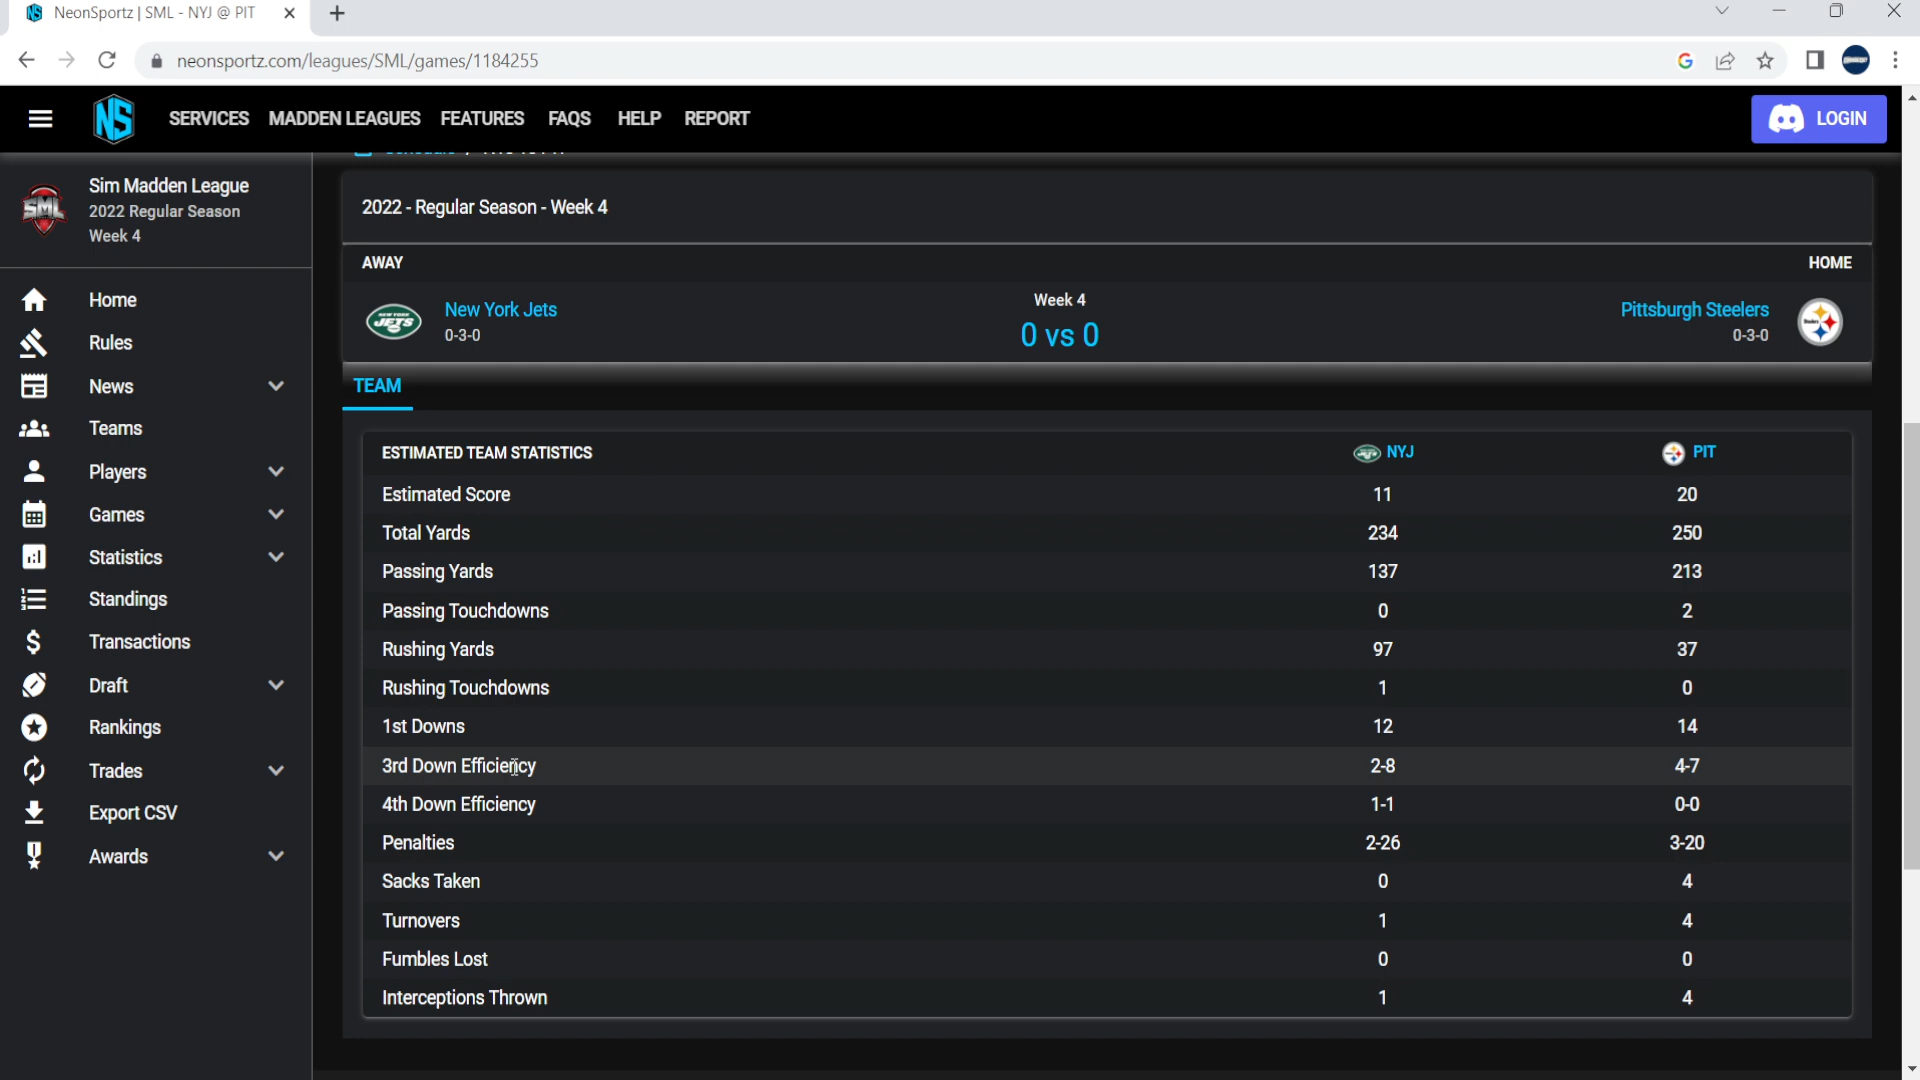 NeonSportz | SML - NYJ @ PIT
neonsportz.com/leagues/SML/games/1184255
NS SERVICES MADDEN LEAGUES FEATURES FAQS HELP REPORT LOGIN
SML
Sim Madden League
2022 Regular Season
Week 4
Home
Rules
News
Teams
Players
Games
Statistics
Standings
Transactions
Draft
Rankings
Trades
Export CSV
Awards
2022 - Regular Season - Week 4
AWAY HOME
New York Jets
0-3-0
Week 4
0 vs 0
Pittsburgh Steelers
0-3-0
TEAM
ESTIMATED TEAM STATISTICS NYJ PIT
Estimated Score 11 20
Total Yards 234 250
Passing Yards 137 213
Passing Touchdowns 0 2
Rushing Yards 97 37
Rushing Touchdowns 1 0
1st Downs 12 14
3rd Down Efficiency 2-8 4-7
4th Down Efficiency 1-1 0-0
Penalties 2-26 3-20
Sacks Taken 0 4
Turnovers 1 4
Fumbles Lost 0 0
Interceptions Thrown 1 4